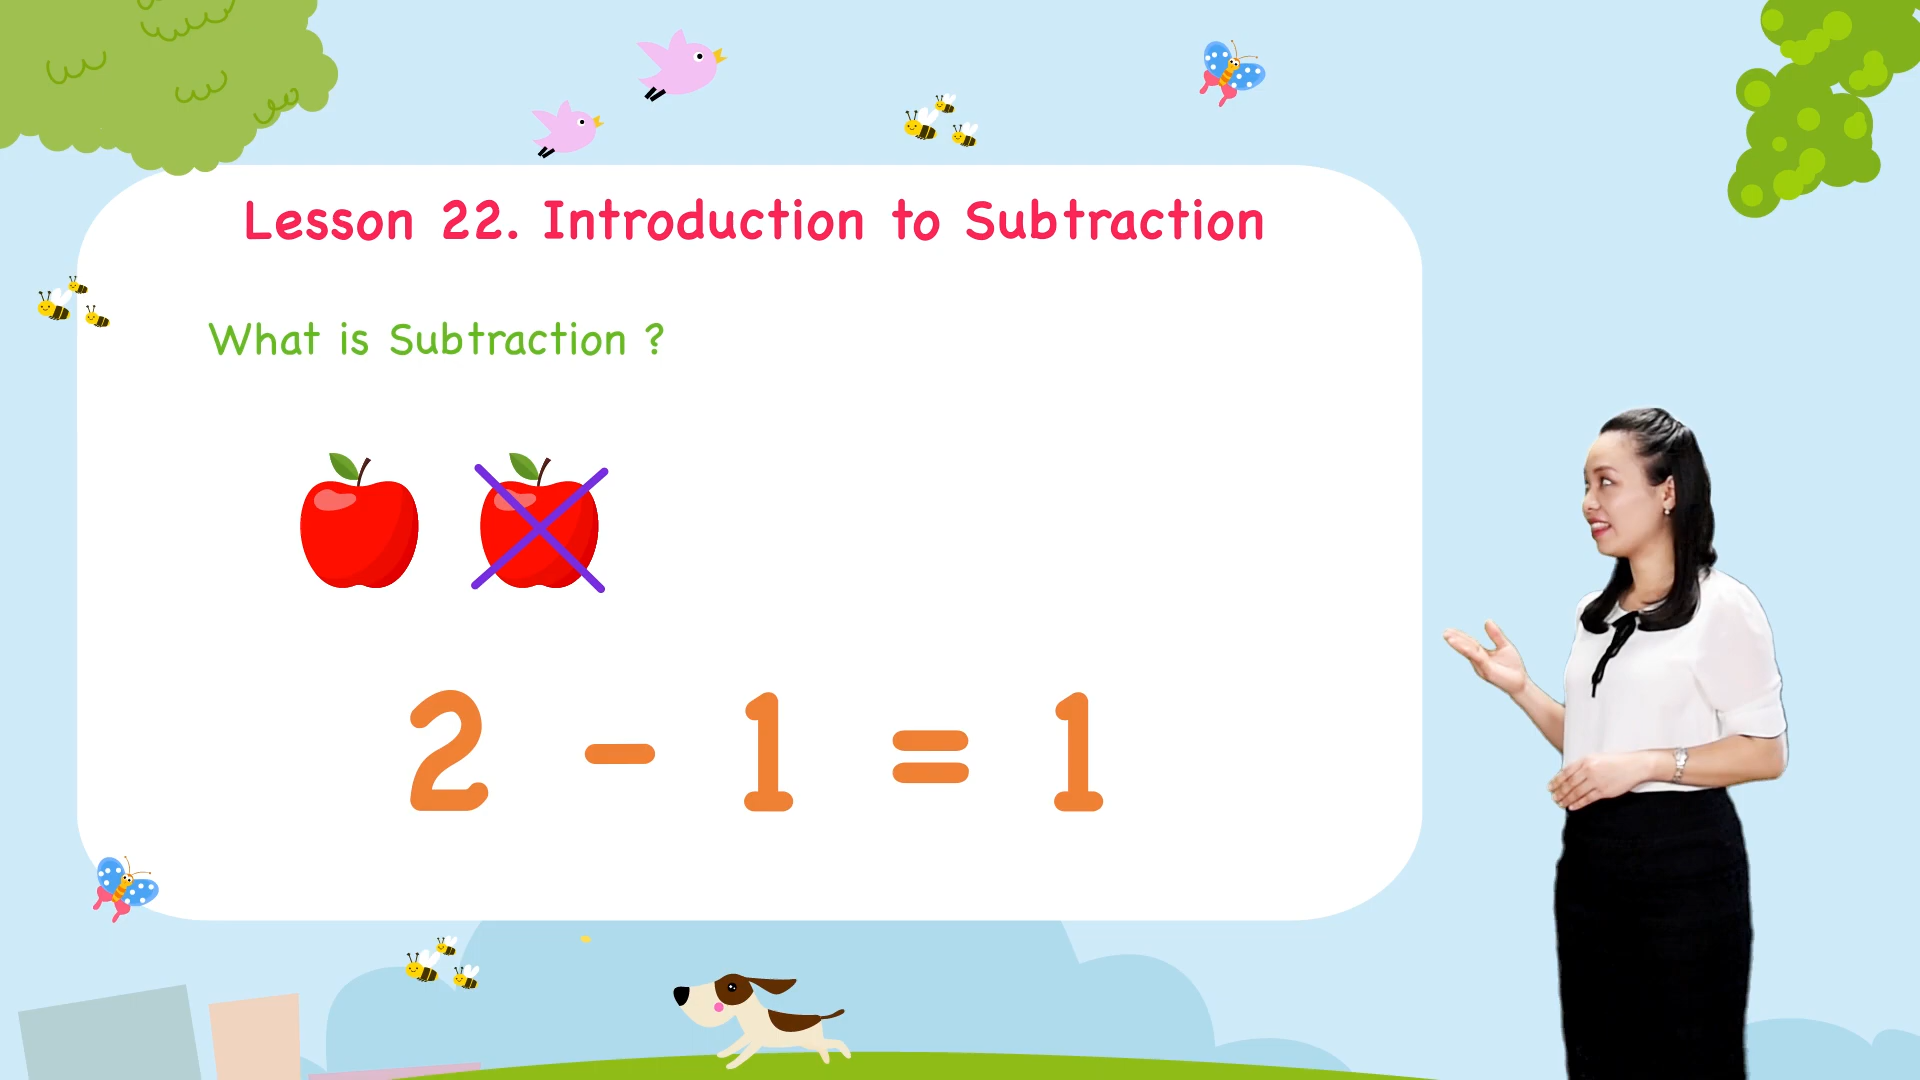 Lesson 22. Introduction to Subtraction
What is Subtraction ?
2 - 1 = 1